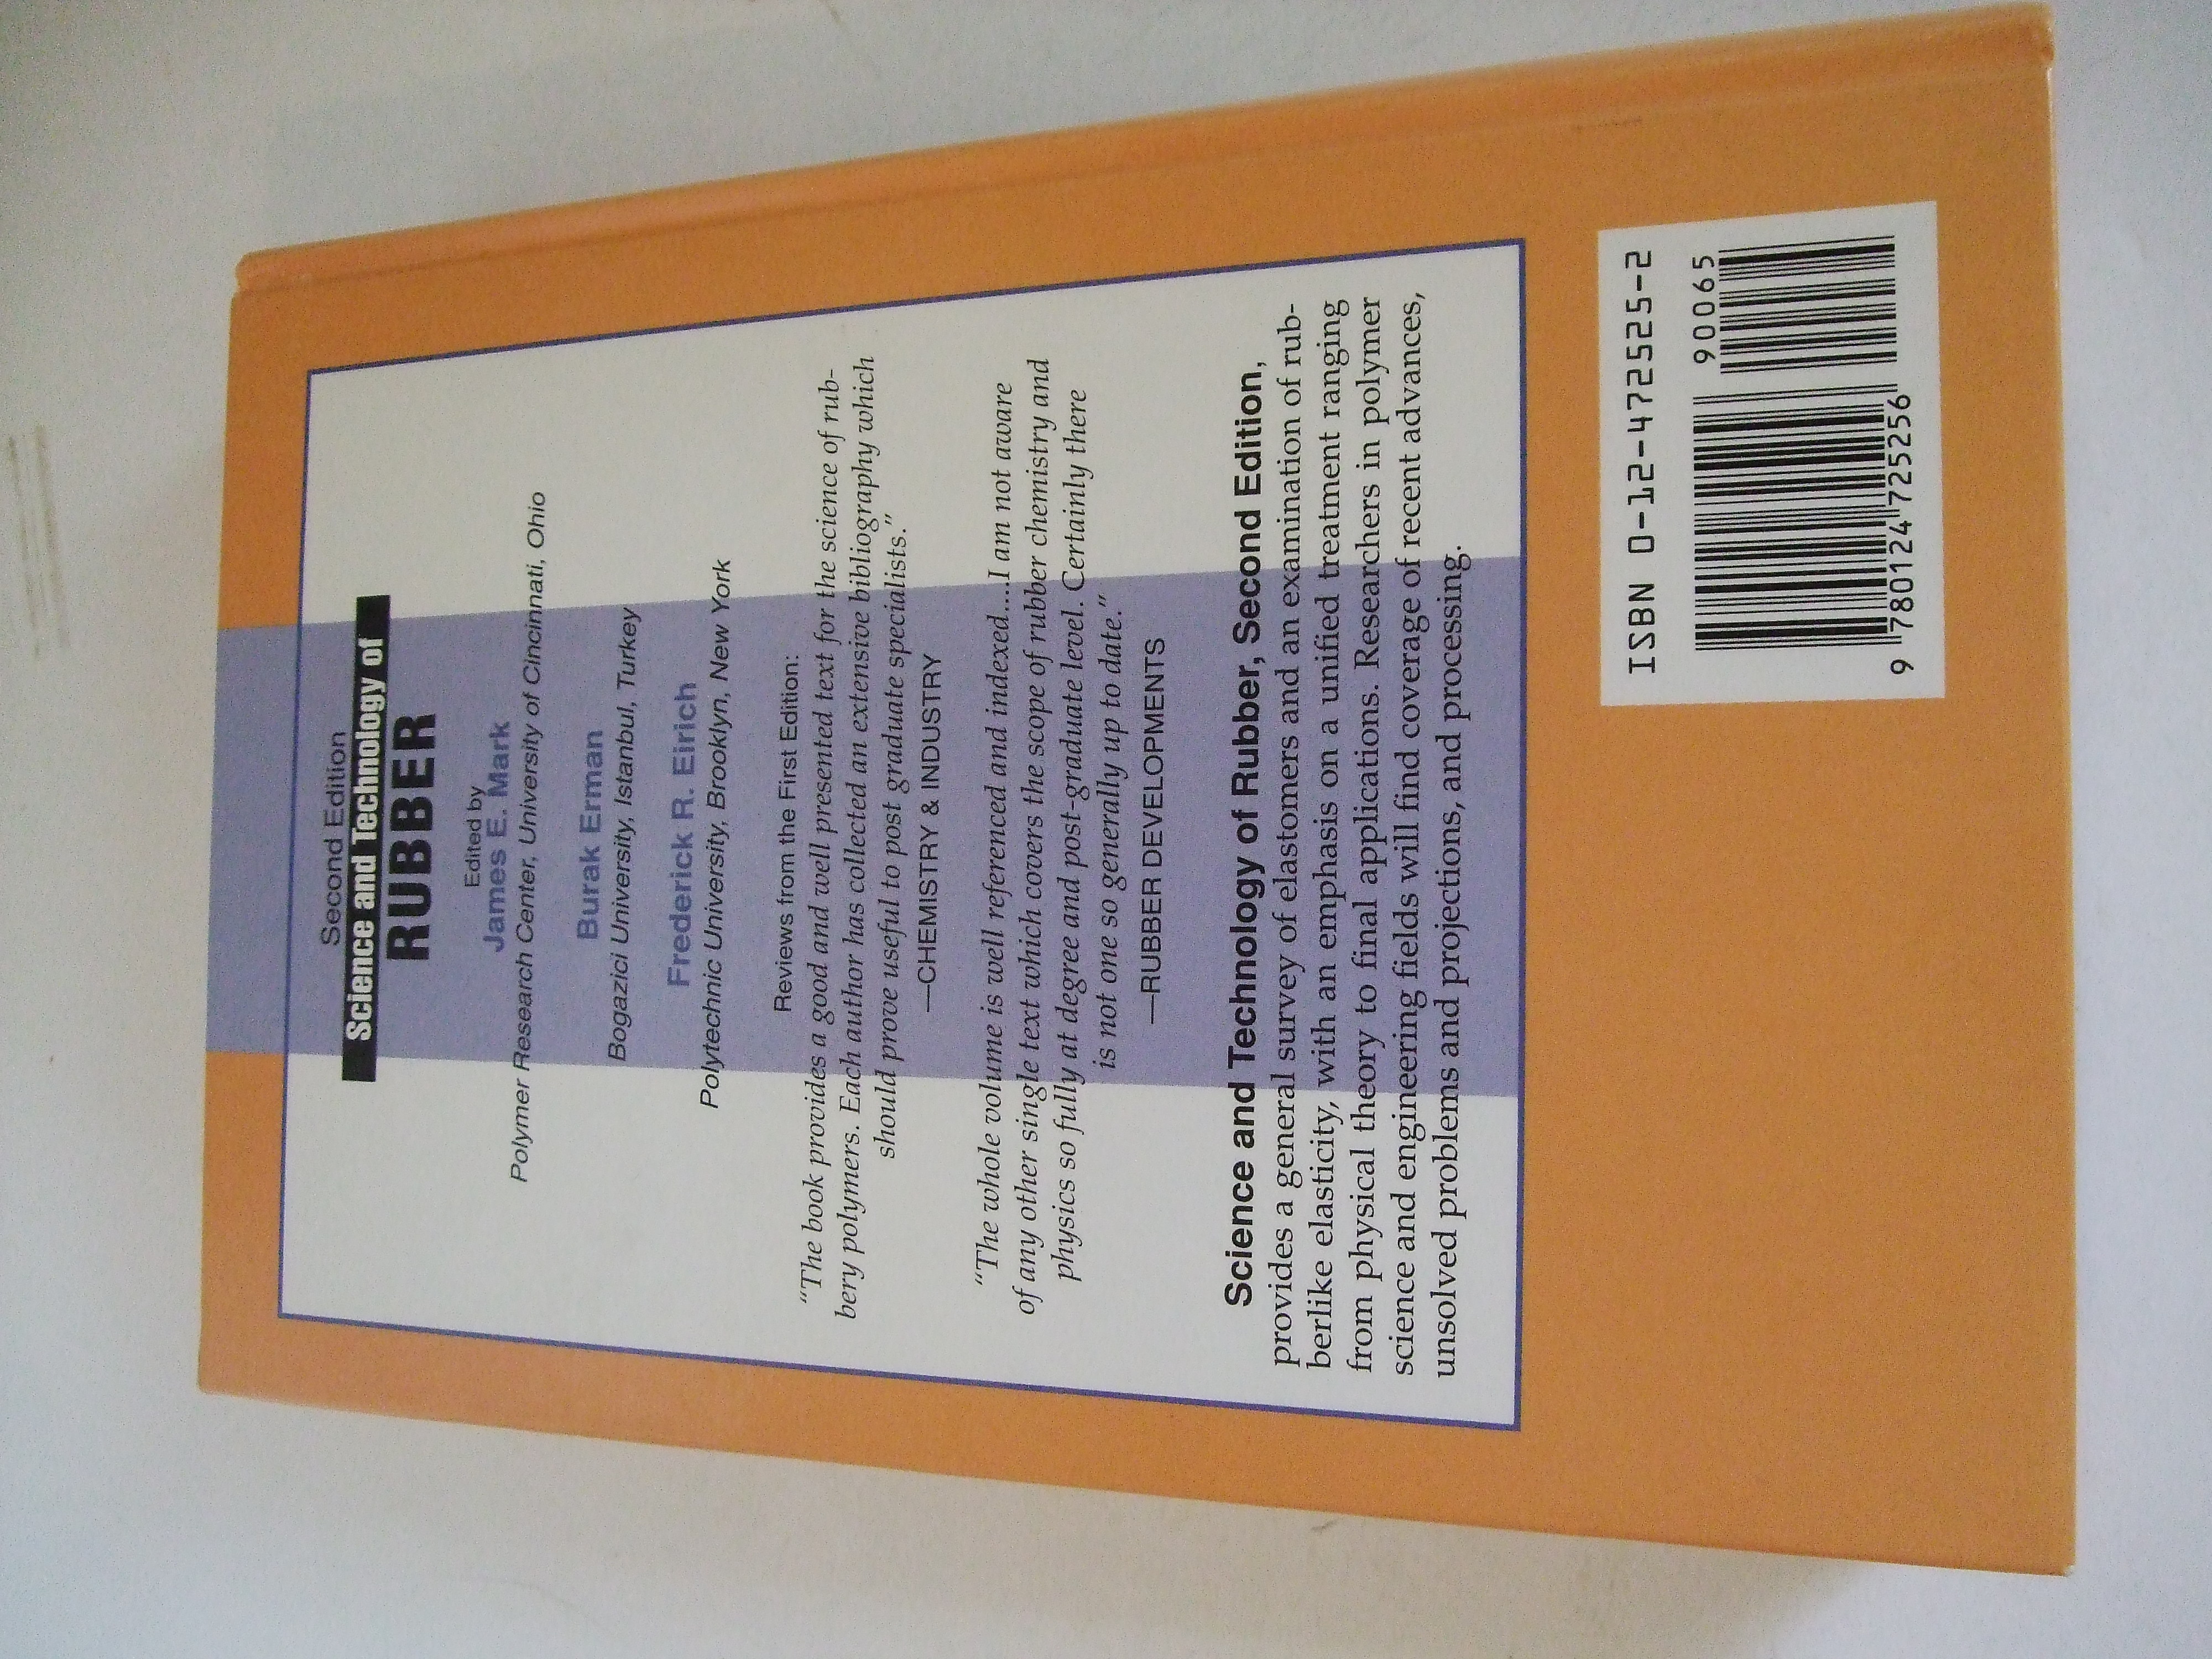 Second Edition
Science and Technology of
RUBBER
Edited by
James E. Mark
Polymer Research Center, University of Cincinnati, Ohio
Burak Erman
Bogazici University, Istanbul, Turkey
Frederick R. Eirich
Polytechnic University, Brooklyn, New York
Reviews from the First Edition:
“The book provides a good and well presented text for the science of rub-
bery polymers. Each author has collected an extensive bibliography which
should prove useful to post graduate specialists.”
—CHEMISTRY & INDUSTRY
“The whole volume is well referenced and indexed....I am not aware
of any other single text which covers the scope of rubber chemistry and
physics so fully at degree and post-graduate level. Certainly there
is not one so generally up to date.”
—RUBBER DEVELOPMENTS
Science and Technology of Rubber, Second Edition,
provides a general survey of elastomers and an examination of rub-
berlike elasticity, with an emphasis on a unified treatment ranging
from physical theory to final applications. Researchers in polymer
science and engineering fields will find coverage of recent advances,
unsolved problems and projections, and processing.
ISBN 0-12-472525-2
90065
9 780124 725256